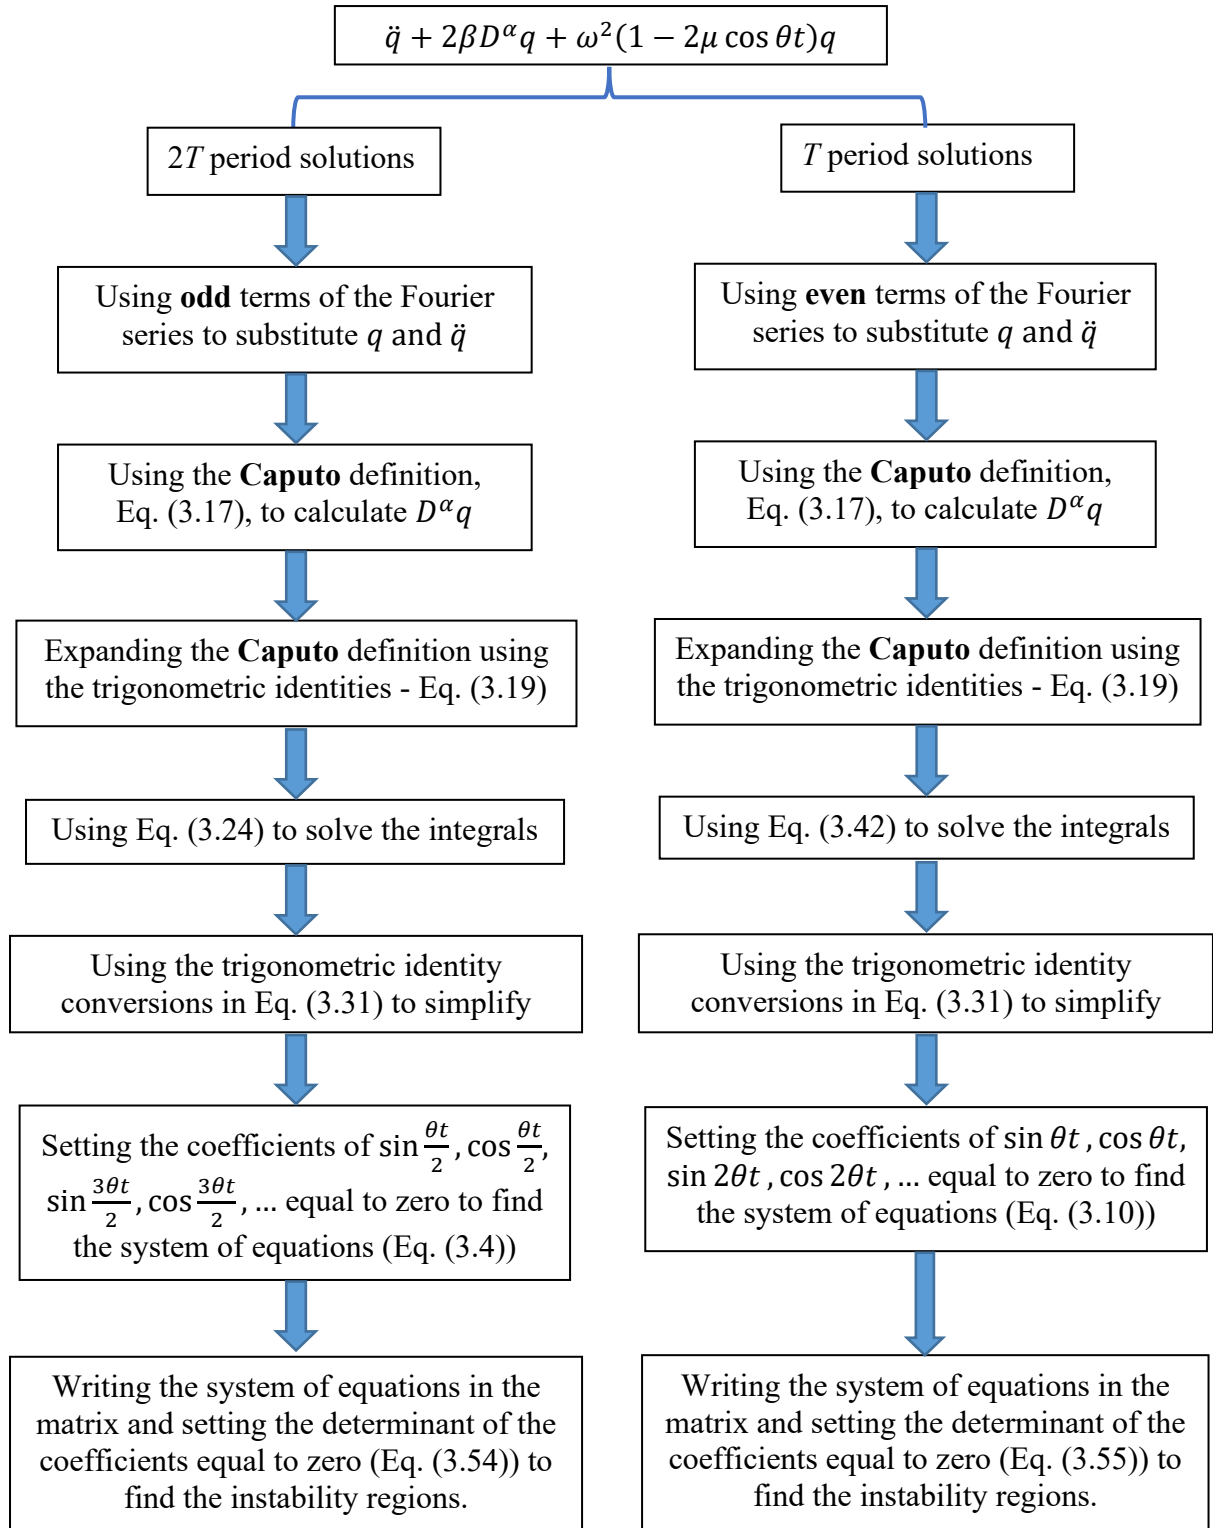 q̈ + 2βD^α q + ω²(1 − 2μ cos θt)q
2T period solutions
Using odd terms of the Fourier
series to substitute q and q̈
Using the Caputo definition,
Eq. (3.17), to calculate D^α q
Expanding the Caputo definition using
the trigonometric identities - Eq. (3.19)
Using Eq. (3.24) to solve the integrals
Using the trigonometric identity
conversions in Eq. (3.31) to simplify
Setting the coefficients of sin θt/2 , cos θt/2 ,
sin 3θt/2 , cos 3θt/2 , … equal to zero to find
the system of equations (Eq. (3.4))
Writing the system of equations in the
matrix and setting the determinant of the
coefficients equal to zero (Eq. (3.54)) to
find the instability regions.
T period solutions
Using even terms of the Fourier
series to substitute q and q̈
Using the Caputo definition,
Eq. (3.17), to calculate D^α q
Expanding the Caputo definition using
the trigonometric identities - Eq. (3.19)
Using Eq. (3.42) to solve the integrals
Using the trigonometric identity
conversions in Eq. (3.31) to simplify
Setting the coefficients of sin θt , cos θt,
sin 2θt , cos 2θt , … equal to zero to find
the system of equations (Eq. (3.10))
Writing the system of equations in the
matrix and setting the determinant of the
coefficients equal to zero (Eq. (3.55)) to
find the instability regions.